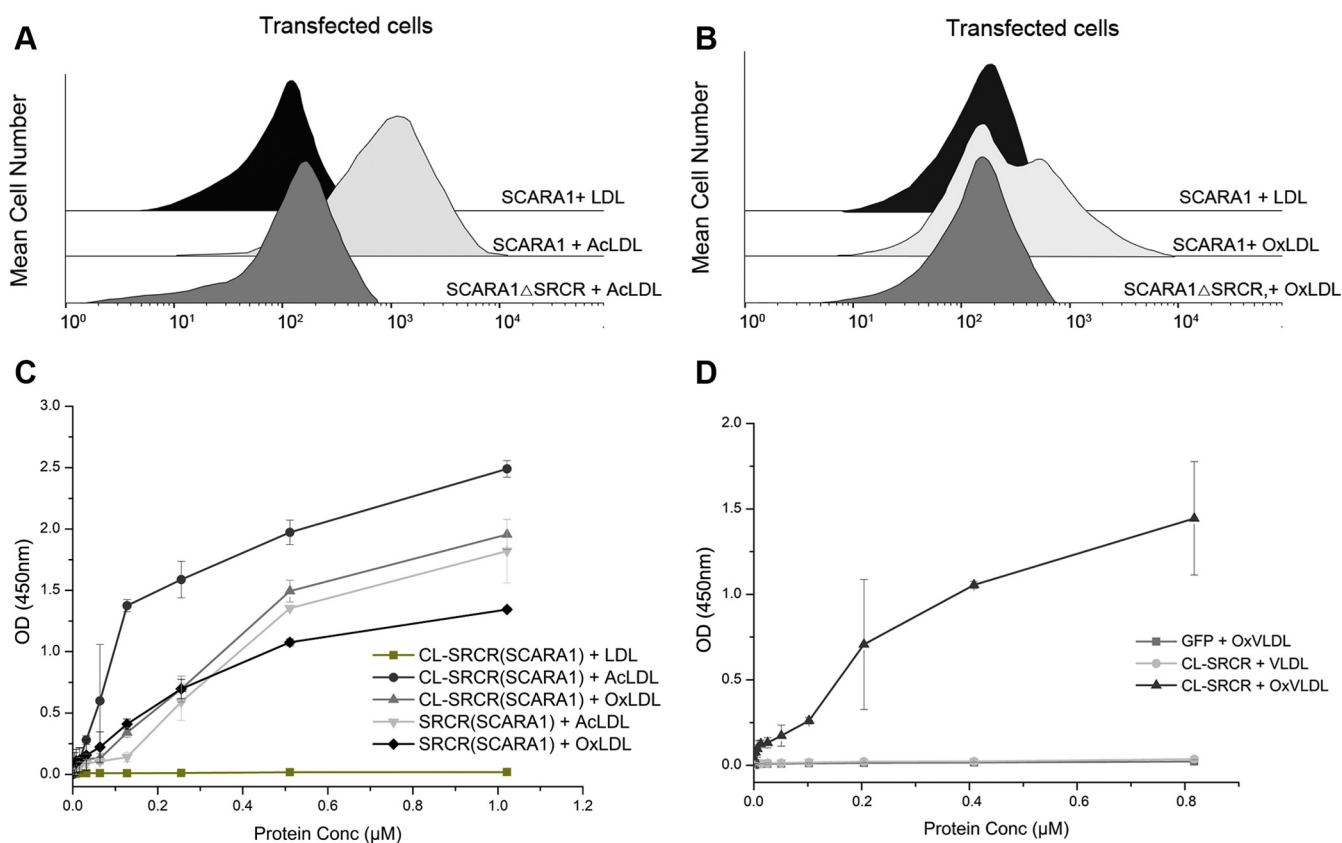 A
Transfected cells
Mean Cell Number
SCARA1+ LDL
SCARA1 + AcLDL
SCARA1△SRCR + AcLDL
10⁰ 10¹ 10² 10³ 10⁴
B
Transfected cells
Mean Cell Number
SCARA1 + LDL
SCARA1+ OxLDL
SCARA1△SRCR,+ OxLDL
10⁰ 10¹ 10² 10³ 10⁴
C
OD (450nm)
3.0
2.5
2.0
1.5
1.0
0.5
0.0
CL-SRCR(SCARA1) + LDL
CL-SRCR(SCARA1) + AcLDL
CL-SRCR(SCARA1) + OxLDL
SRCR(SCARA1) + AcLDL
SRCR(SCARA1) + OxLDL
0.0 0.2 0.4 0.6 0.8 1.0 1.2
Protein Conc (µM)
D
OD (450nm)
2.0
1.5
1.0
0.5
0.0
GFP + OxVLDL
CL-SRCR + VLDL
CL-SRCR + OxVLDL
0.0 0.2 0.4 0.6 0.8
Protein Conc (µM)